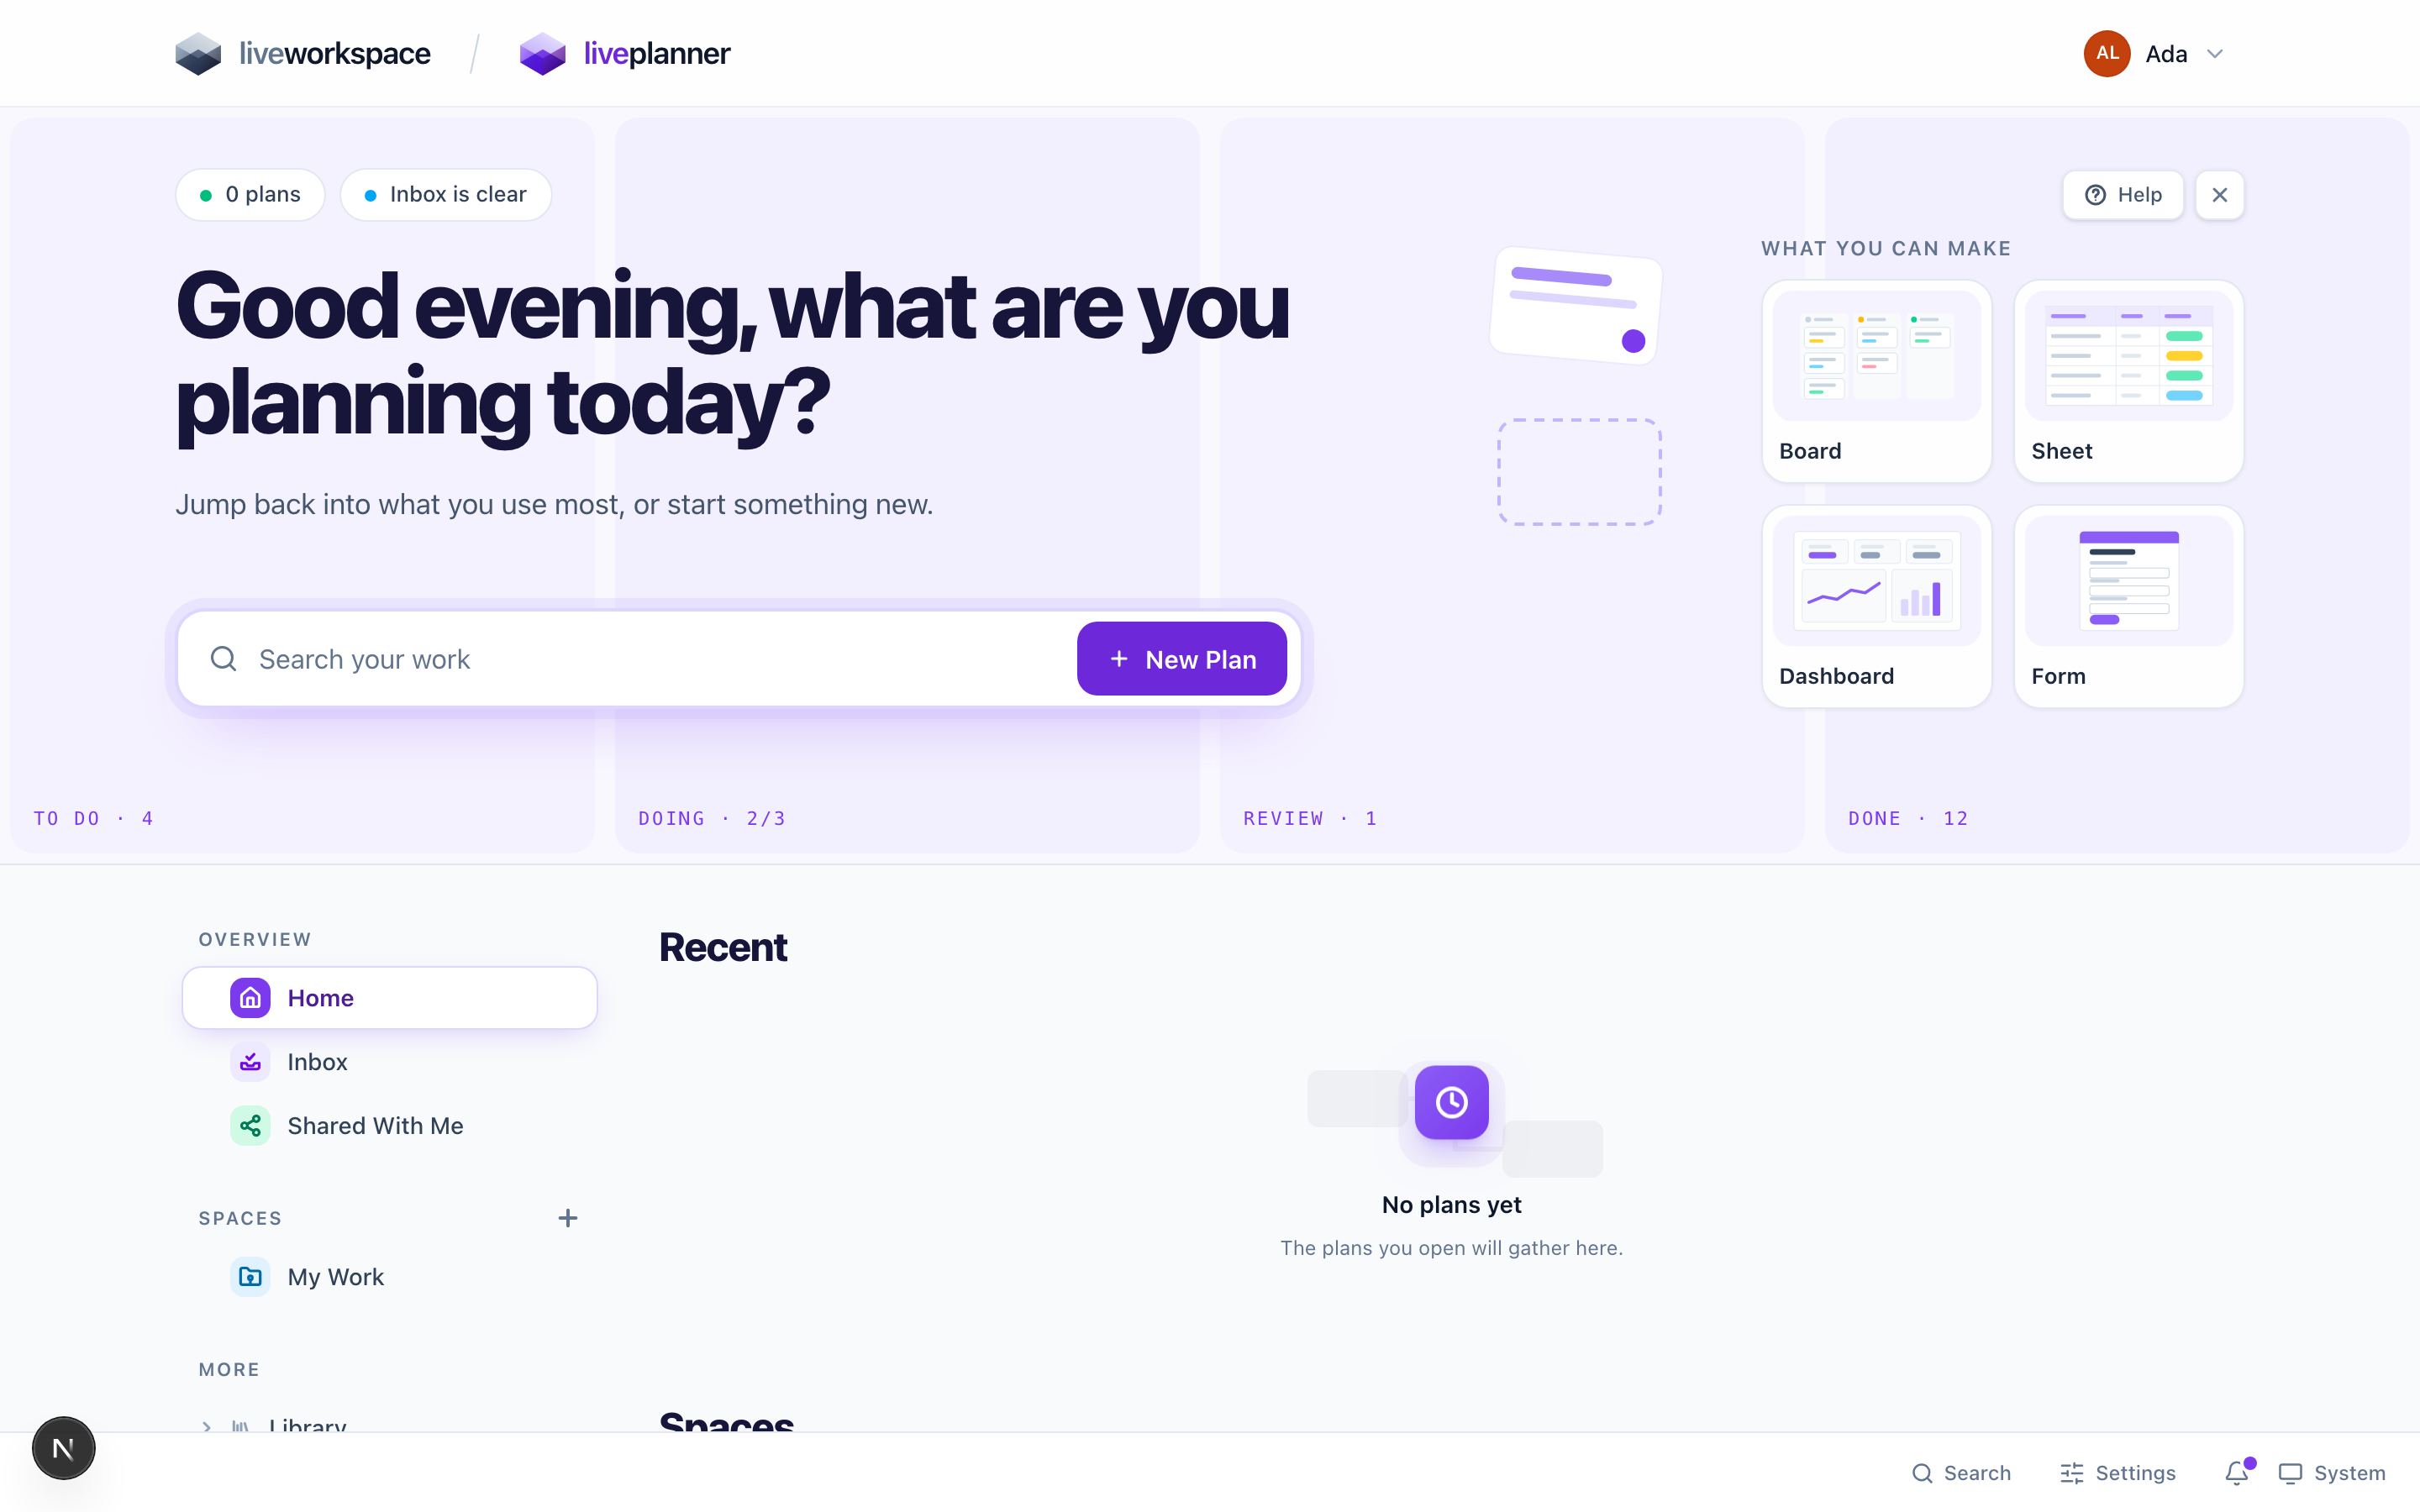 liveworkspace
liveplanner
AL
Ada
0 plans
Inbox is clear
Help
Good evening, what are you
planning today?
Jump back into what you use most, or start something new.
Search your work
+ New Plan
WHAT YOU CAN MAKE
Board
Sheet
Dashboard
Form
TO DO · 4
DOING · 2/3
REVIEW · 1
DONE · 12
OVERVIEW
Home
Inbox
Shared With Me
SPACES
My Work
MORE
Library
Recent
No plans yet
The plans you open will gather here.
Spaces
N
Search
Settings
System